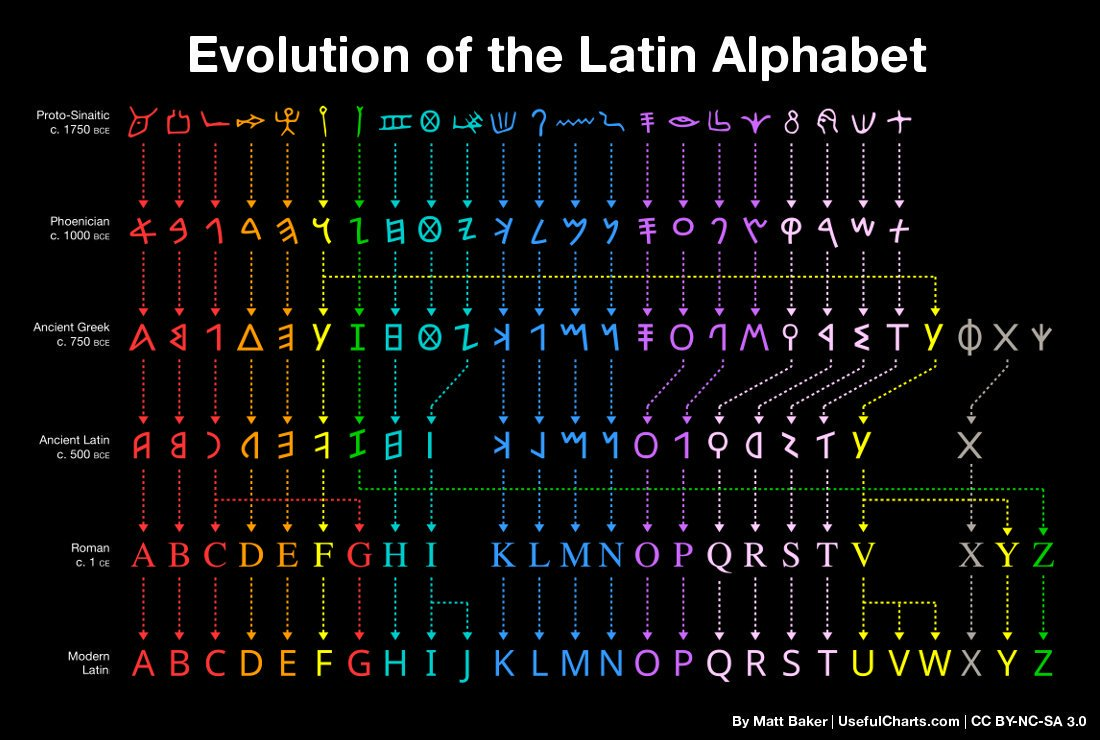 Evolution of the Latin Alphabet
Proto-Sinaitic
c. 1750 BCE
Phoenician
c. 1000 BCE
𐤀 𐤁 𐤂 𐤃 𐤄 𐤅 𐤆 𐤇 𐤈 𐤉 𐤊 𐤋 𐤌 𐤍 𐤎 𐤏 𐤐 𐤑 𐤒 𐤓 𐤔 𐤕
Ancient Greek
c. 750 BCE
Α Β Γ Δ Ε Ϝ Ζ Η Θ Ι Κ Λ Μ Ν Ξ Ο Π Ϻ Ϙ Ρ Σ Τ Υ Φ Χ Ψ
Ancient Latin
c. 500 BCE
𐌀 𐌁 𐌂 𐌃 𐌄 𐌅 𐌆 𐌇 𐌉 𐌊 𐌋 𐌌 𐌍 𐌏 𐌐 𐌒 𐌓 𐌔 𐌕 𐌖 𐌗
Roman
c. 1 CE
A B C D E F G H I K L M N O P Q R S T V X Y Z
Modern
Latin
A B C D E F G H I J K L M N O P Q R S T U V W X Y Z
By Matt Baker | UsefulCharts.com | CC BY-NC-SA 3.0